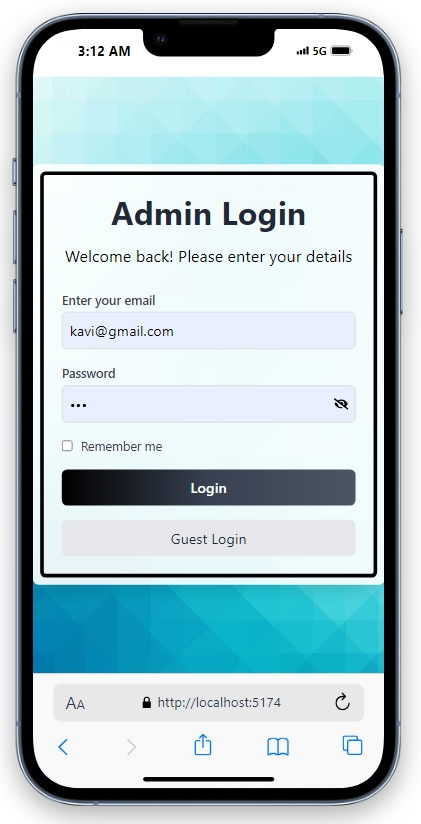 3:12 AM
5G
Admin Login
Welcome back! Please enter your details
Enter your email
kavi@gmail.com
Password
•••
Remember me
Login
Guest Login
AA
http://localhost:5174